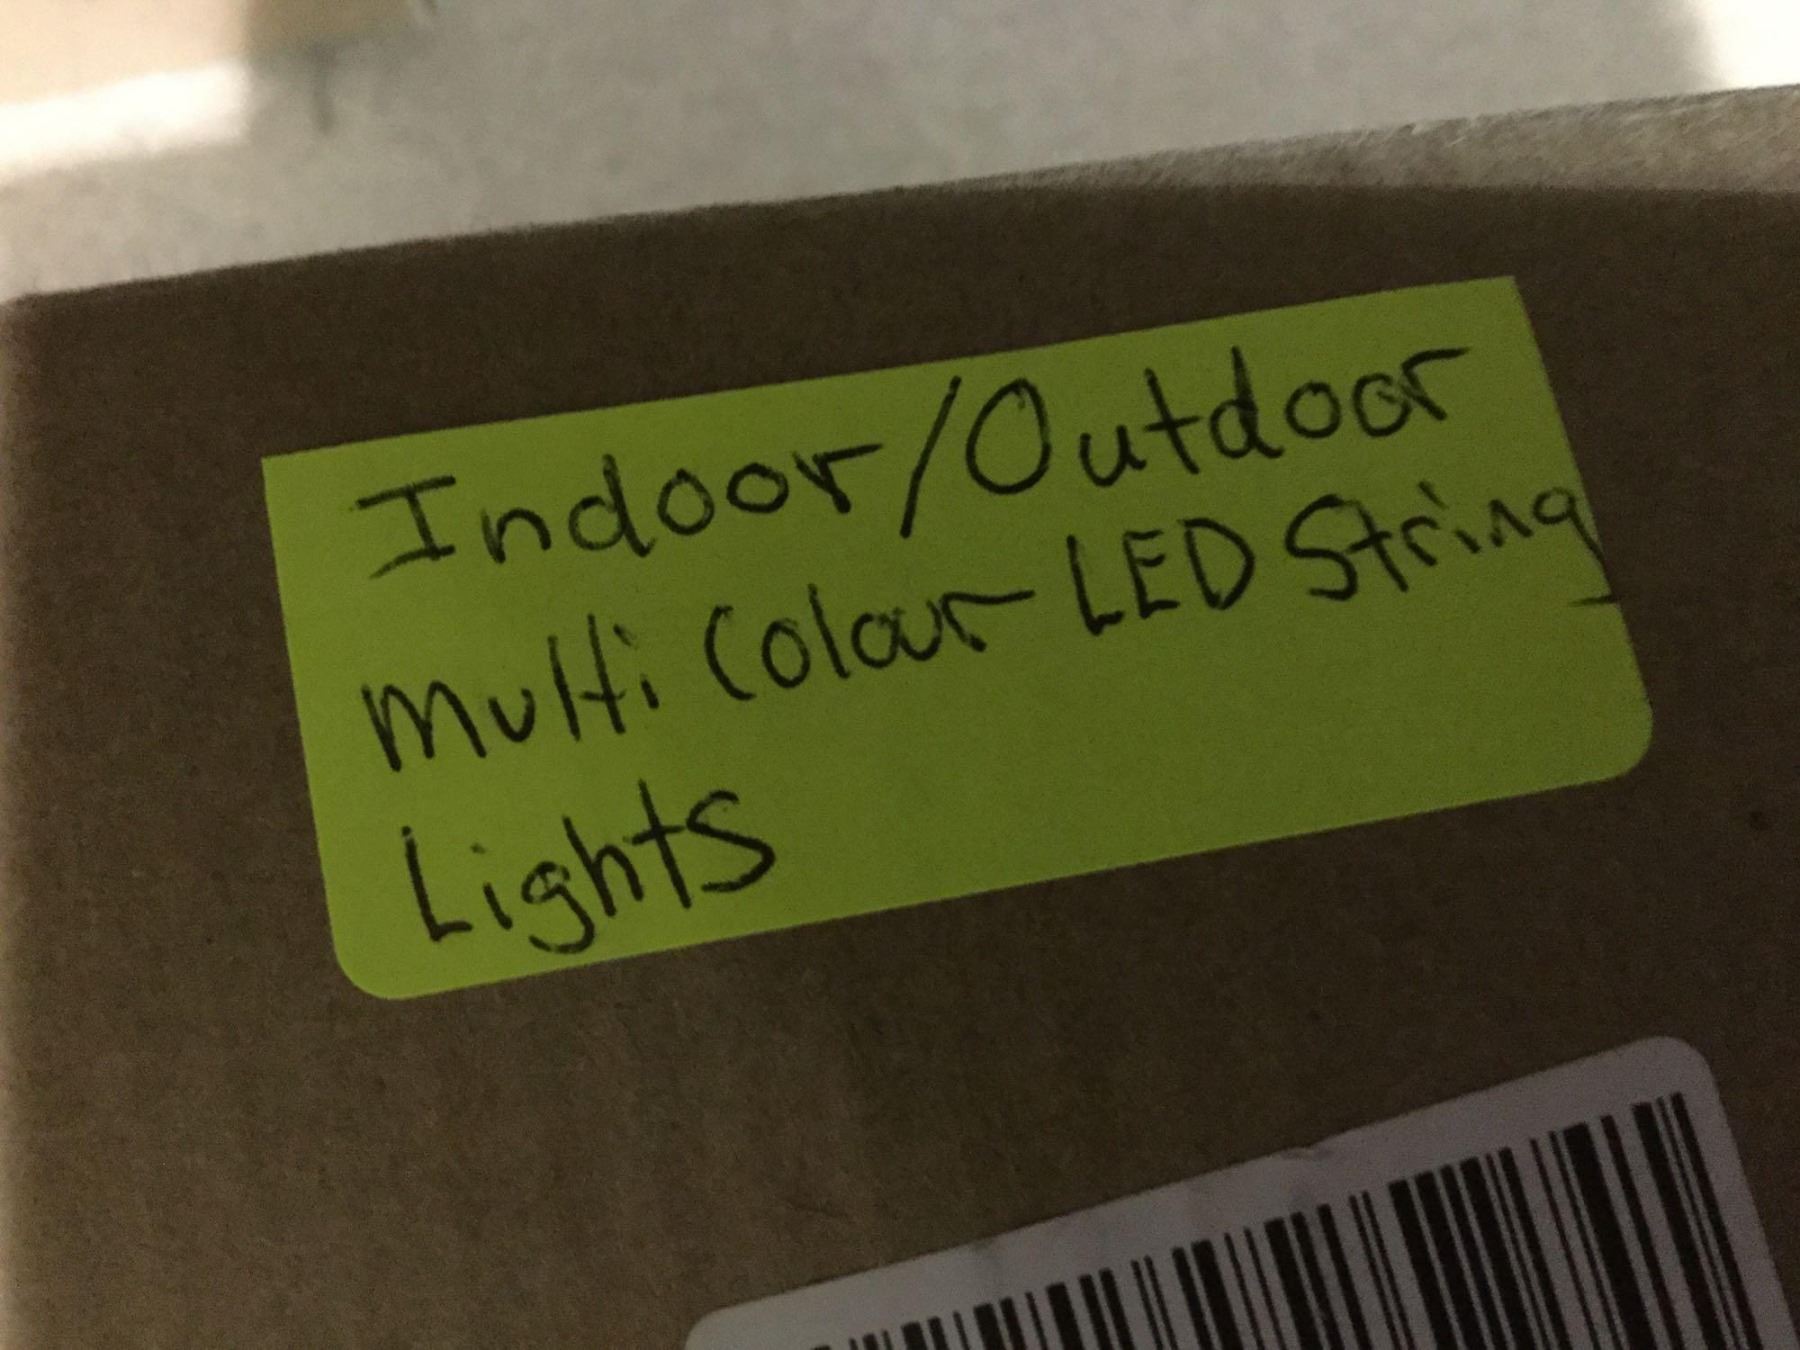 Indoor/Outdoor
Multi Colour LED String
Lights